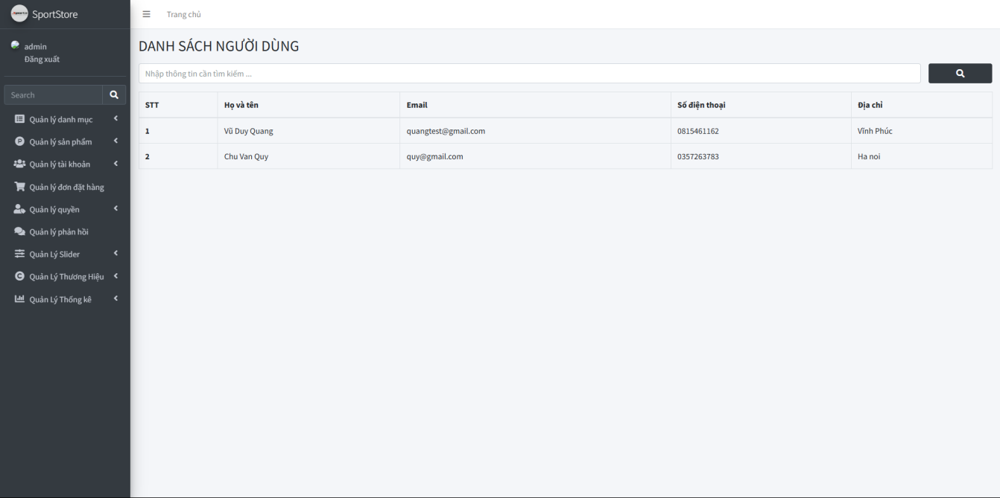 SportStore
Trang chủ
admin
Đăng xuất
Search
Quản lý danh mục
Quản lý sản phẩm
Quản lý tài khoản
Quản lý đơn đặt hàng
Quản lý quyền
Quản lý phản hồi
Quản Lý Slider
Quản Lý Thương Hiệu
Quản Lý Thống kê
DANH SÁCH NGƯỜI DÙNG
Nhập thông tin cần tìm kiếm ...
STT Họ và tên Email Số điện thoại Địa chỉ
1 Vũ Duy Quang quangtest@gmail.com 0815461162 Vĩnh Phúc
2 Chu Van Quy quy@gmail.com 0357263783 Ha noi